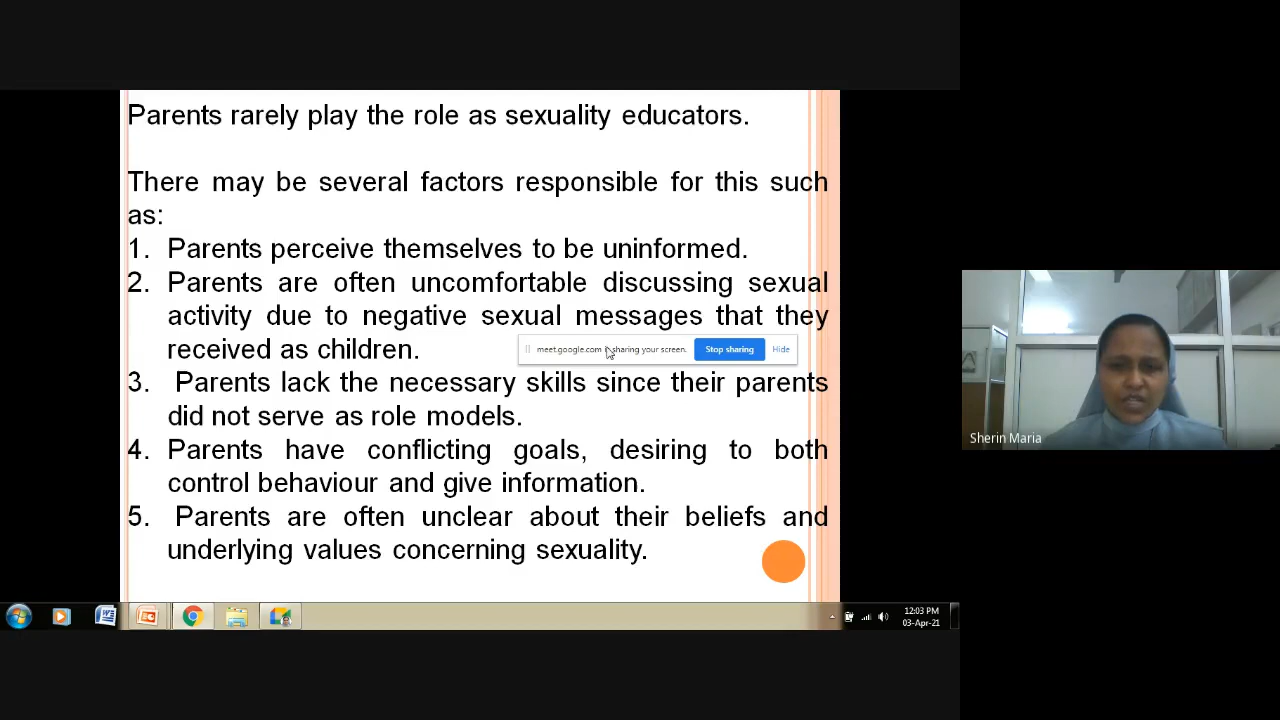 Parents rarely play the role as sexuality educators.
There may be several factors responsible for this such
as:
1. Parents perceive themselves to be uninformed.
2. Parents are often uncomfortable discussing sexual
activity due to negative sexual messages that they
received as children.
meet.google.com is sharing your screen. Stop sharing Hide
3. Parents lack the necessary skills since their parents
did not serve as role models.
4. Parents have conflicting goals, desiring to both
control behaviour and give information.
5. Parents are often unclear about their beliefs and
underlying values concerning sexuality.
Sherin Maria
12:03 PM
03-Apr-21